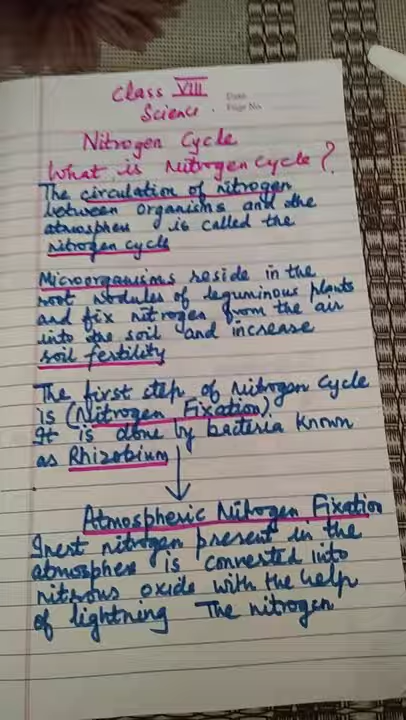 Class VIII
Date
Page No.
Science.
Nitrogen Cycle
What is Nitrogen Cycle?
The circulation of nitrogen
between organisms and the
atmosphere is called the
nitrogen cycle
Microorganisms reside in the
root nodules of leguminous plants
and fix nitrogen from the air
into the soil and increase
soil fertility
The first step of Nitrogen Cycle
is (Nitrogen Fixation).
It is done by bacteria known
as Rhizobium
Atmospheric Nitrogen Fixation
Inert nitrogen present in the
atmosphere is converted into
nitrous oxide with the help
of lightning The nitrogen